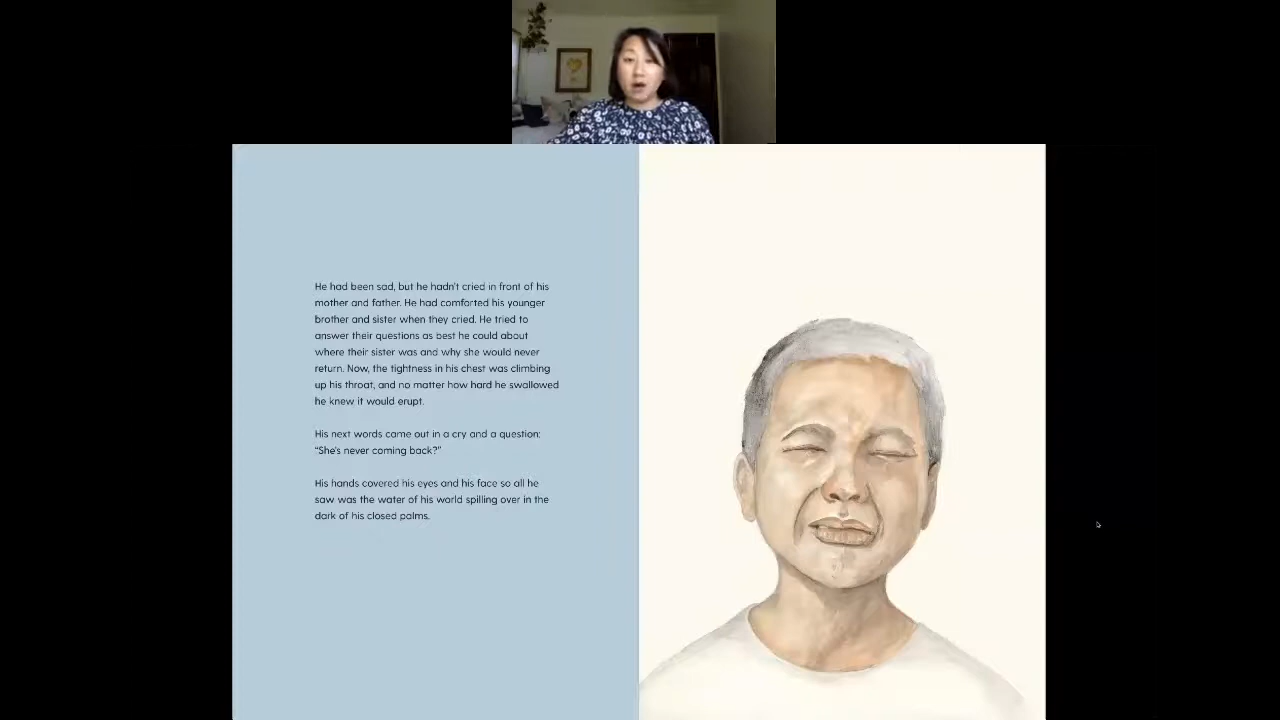 He had been sad, but he hadn't cried in front of his
mother and father. He had comforted his younger
brother and sister when they cried. He tried to
answer their questions as best he could about
where their sister was and why she would never
return. Now, the tightness in his chest was climbing
up his throat, and no matter how hard he swallowed
he knew it would erupt.
His next words came out in a cry and a question:
“She's never coming back?”
His hands covered his eyes and his face so all he
saw was the water of his world spilling over in the
dark of his closed palms.